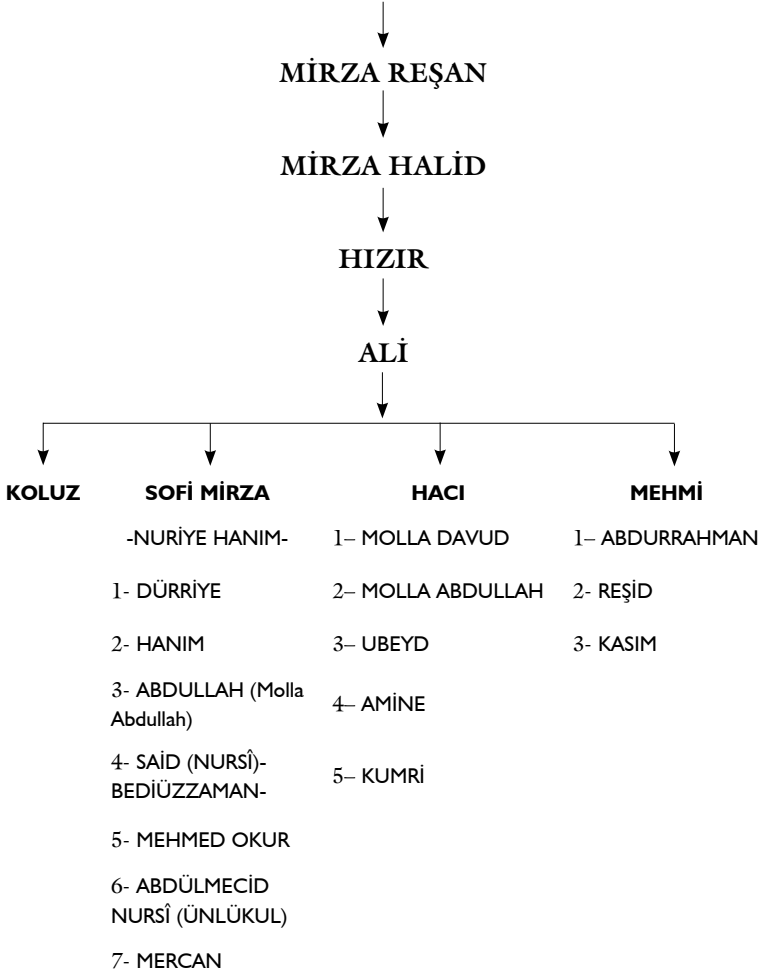 MİRZA REŞAN
MİRZA HALİD
HIZIR
ALİ
KOLUZ
SOFİ MİRZA
-NURİYE HANIM-
1- DÜRRİYE
2- HANIM
3- ABDULLAH (Molla
Abdullah)
4- SAİD (NURSÎ)-
BEDİÜZZAMAN-
5- MEHMED OKUR
6- ABDÜLMECİD
NURSÎ (ÜNLÜKUL)
7- MERCAN
HACI
1– MOLLA DAVUD
2– MOLLA ABDULLAH
3– UBEYD
4– AMİNE
5– KUMRİ
MEHMİ
1– ABDURRAHMAN
2- REŞİD
3- KASIM